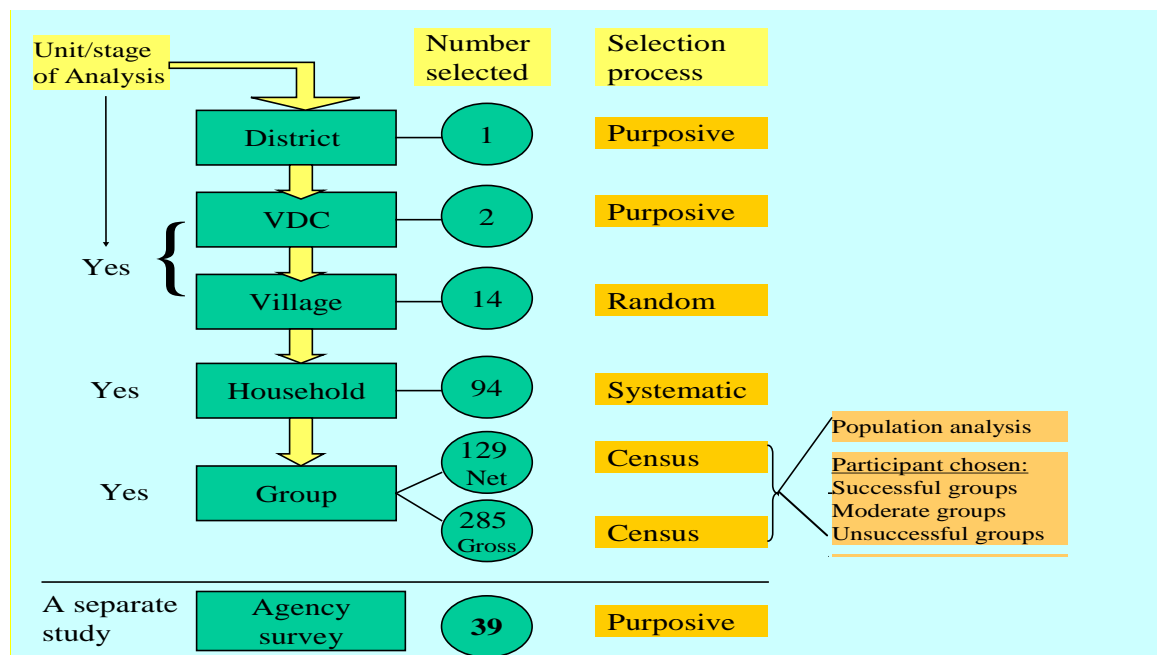 Unit/stage
of Analysis
Number
selected
Selection
process
District
1
Purposive
VDC
2
Purposive
Yes
{
Village
14
Random
Yes
Household
94
Systematic
Yes
Group
129
Net
Census
285
Gross
Census
Population analysis
Participant chosen:
Successful groups
Moderate groups
Unsuccessful groups
A separate
study
Agency
survey
39
Purposive